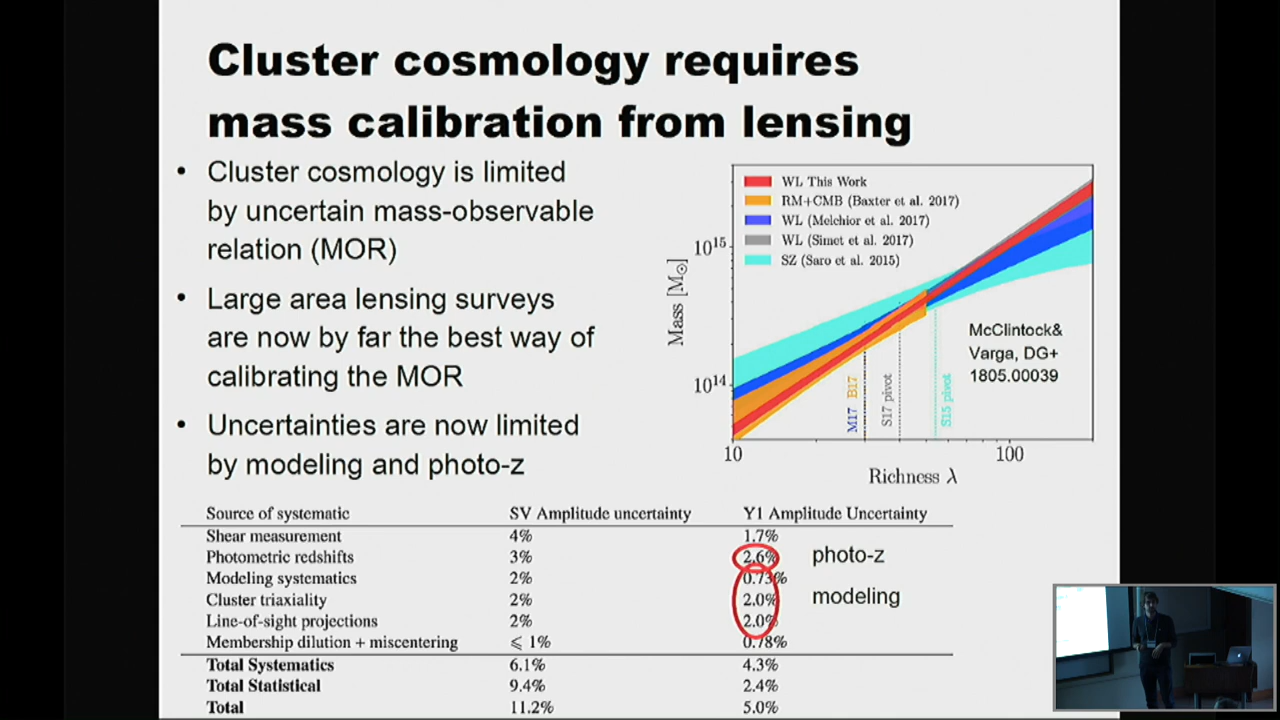 Cluster cosmology requires
mass calibration from lensing
• Cluster cosmology is limited
by uncertain mass-observable
relation (MOR)
• Large area lensing surveys
are now by far the best way of
calibrating the MOR
• Uncertainties are now limited
by modeling and photo-z
WL This Work
RM+CMB (Baxter et al. 2017)
WL (Melchior et al. 2017)
WL (Simet et al. 2017)
SZ (Saro et al. 2015)
10¹⁵
10¹⁴
Mass [M☉]
M17 B17
S17 pivot
S15 pivot
McClintock&
Varga, DG+
1805.00039
10 100
Richness λ
Source of systematic SV Amplitude uncertainty Y1 Amplitude Uncertainty
Shear measurement 4% 1.7%
Photometric redshifts 3% 2.6% photo-z
Modeling systematics 2% 0.73%
Cluster triaxiality 2% 2.0% modeling
Line-of-sight projections 2% 2.0%
Membership dilution + miscentering ⩽ 1% 0.78%
Total Systematics 6.1% 4.3%
Total Statistical 9.4% 2.4%
Total 11.2% 5.0%